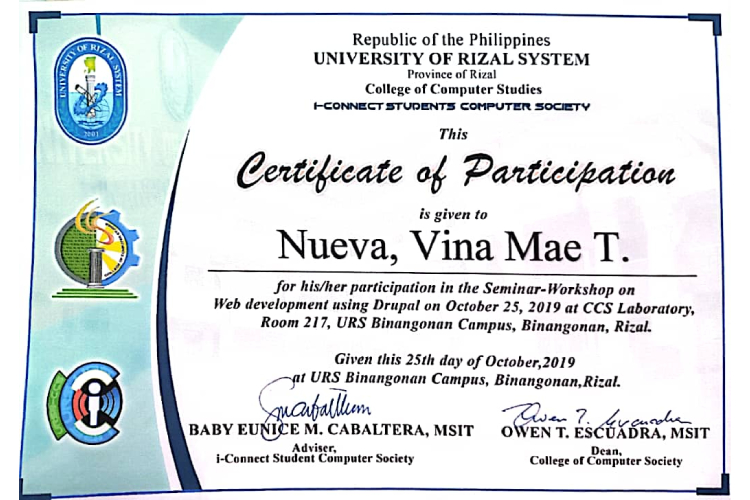 Republic of the Philippines
UNIVERSITY OF RIZAL SYSTEM
Province of Rizal
College of Computer Studies
I-CONNECT STUDENTS COMPUTER SOCIETY
This
Certificate of Participation
is given to
Nueva, Vina Mae T.
for his/her participation in the Seminar-Workshop on
Web development using Drupal on October 25, 2019 at CCS Laboratory,
Room 217, URS Binangonan Campus, Binangonan, Rizal.
Given this 25th day of October,2019
at URS Binangonan Campus, Binangonan,Rizal.
BABY EUNICE M. CABALTERA, MSIT
Adviser,
i-Connect Student Computer Society
OWEN T. ESCUADRA, MSIT
Dean,
College of Computer Society
UNIVERSITY OF RIZAL SYSTEM
2001